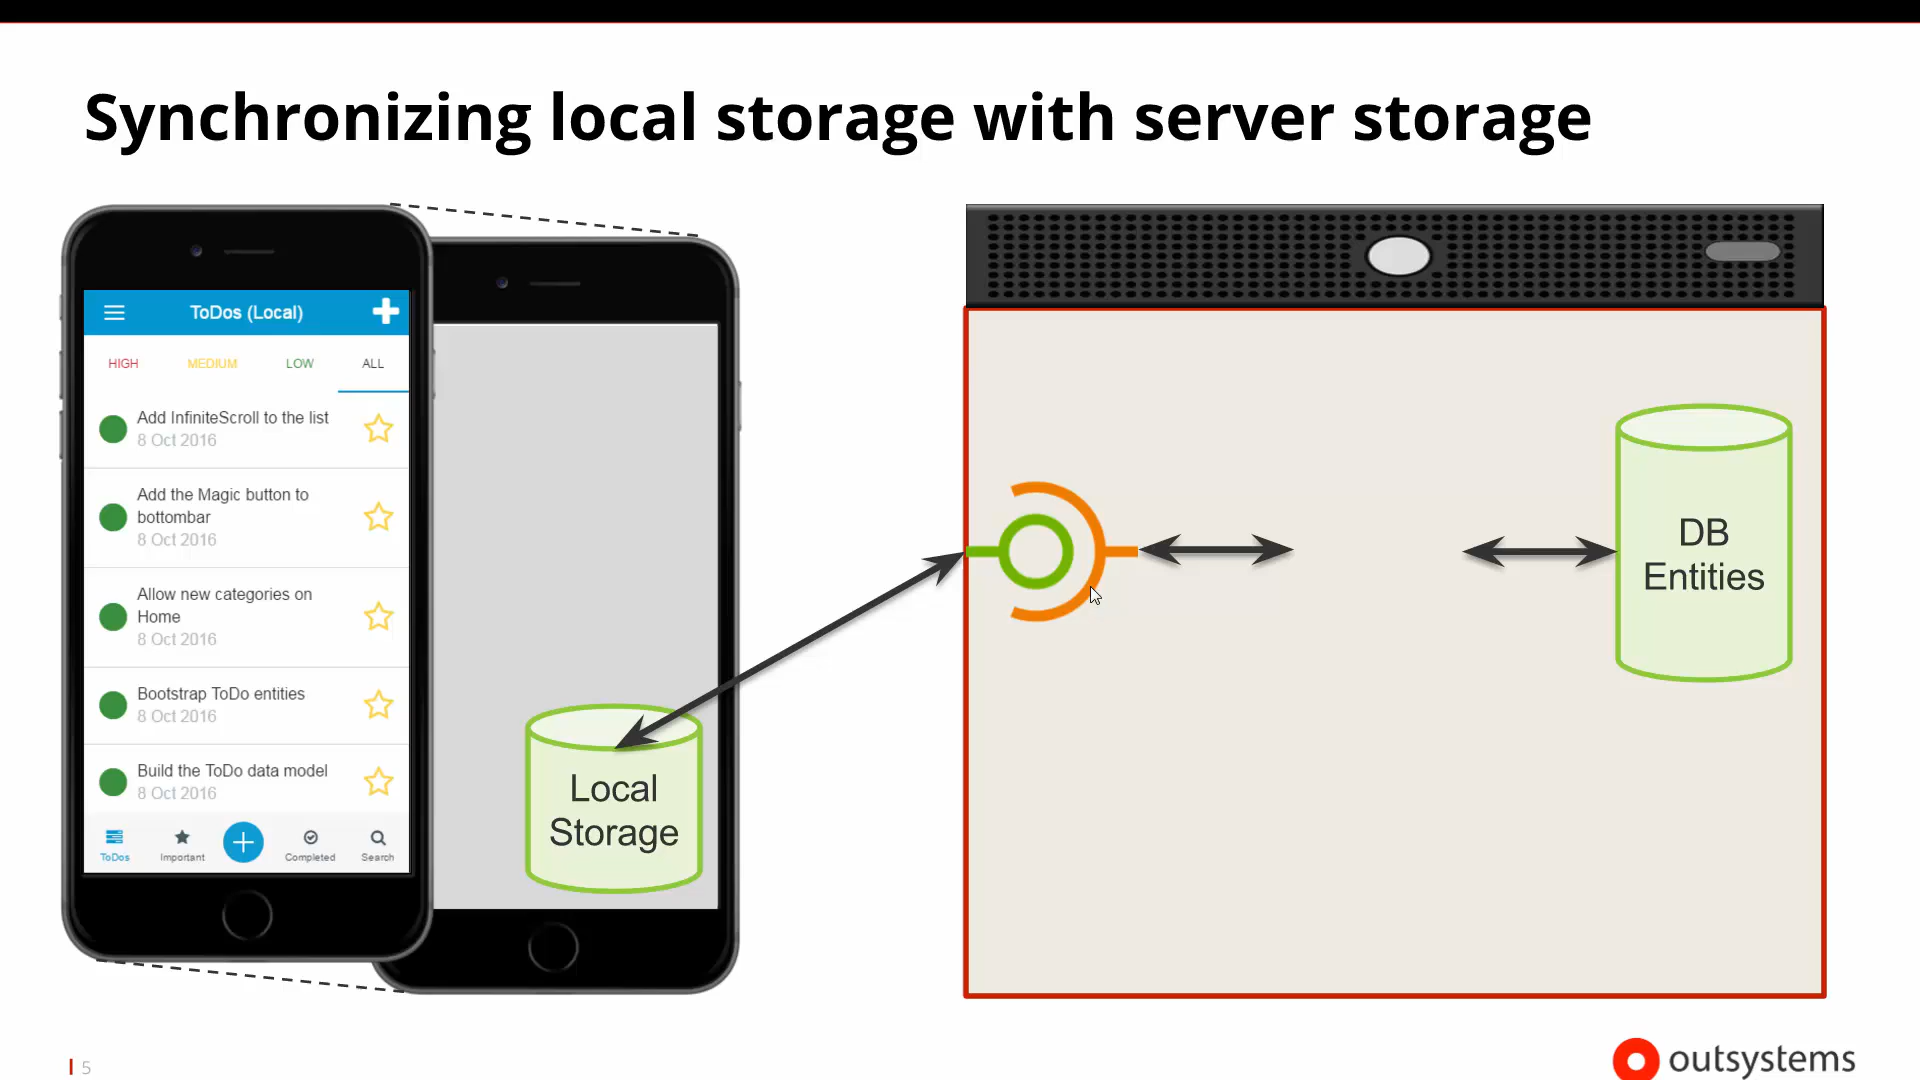 Synchronizing local storage with server storage
ToDos (Local)
HIGH MEDIUM LOW ALL
Add InfiniteScroll to the list
8 Oct 2016
Add the Magic button to
bottombar
8 Oct 2016
Allow new categories on
Home
8 Oct 2016
Bootstrap ToDo entities
8 Oct 2016
Build the ToDo data model
8 Oct 2016
ToDos Important Completed Search
Local
Storage
DB
Entities
5
outsystems